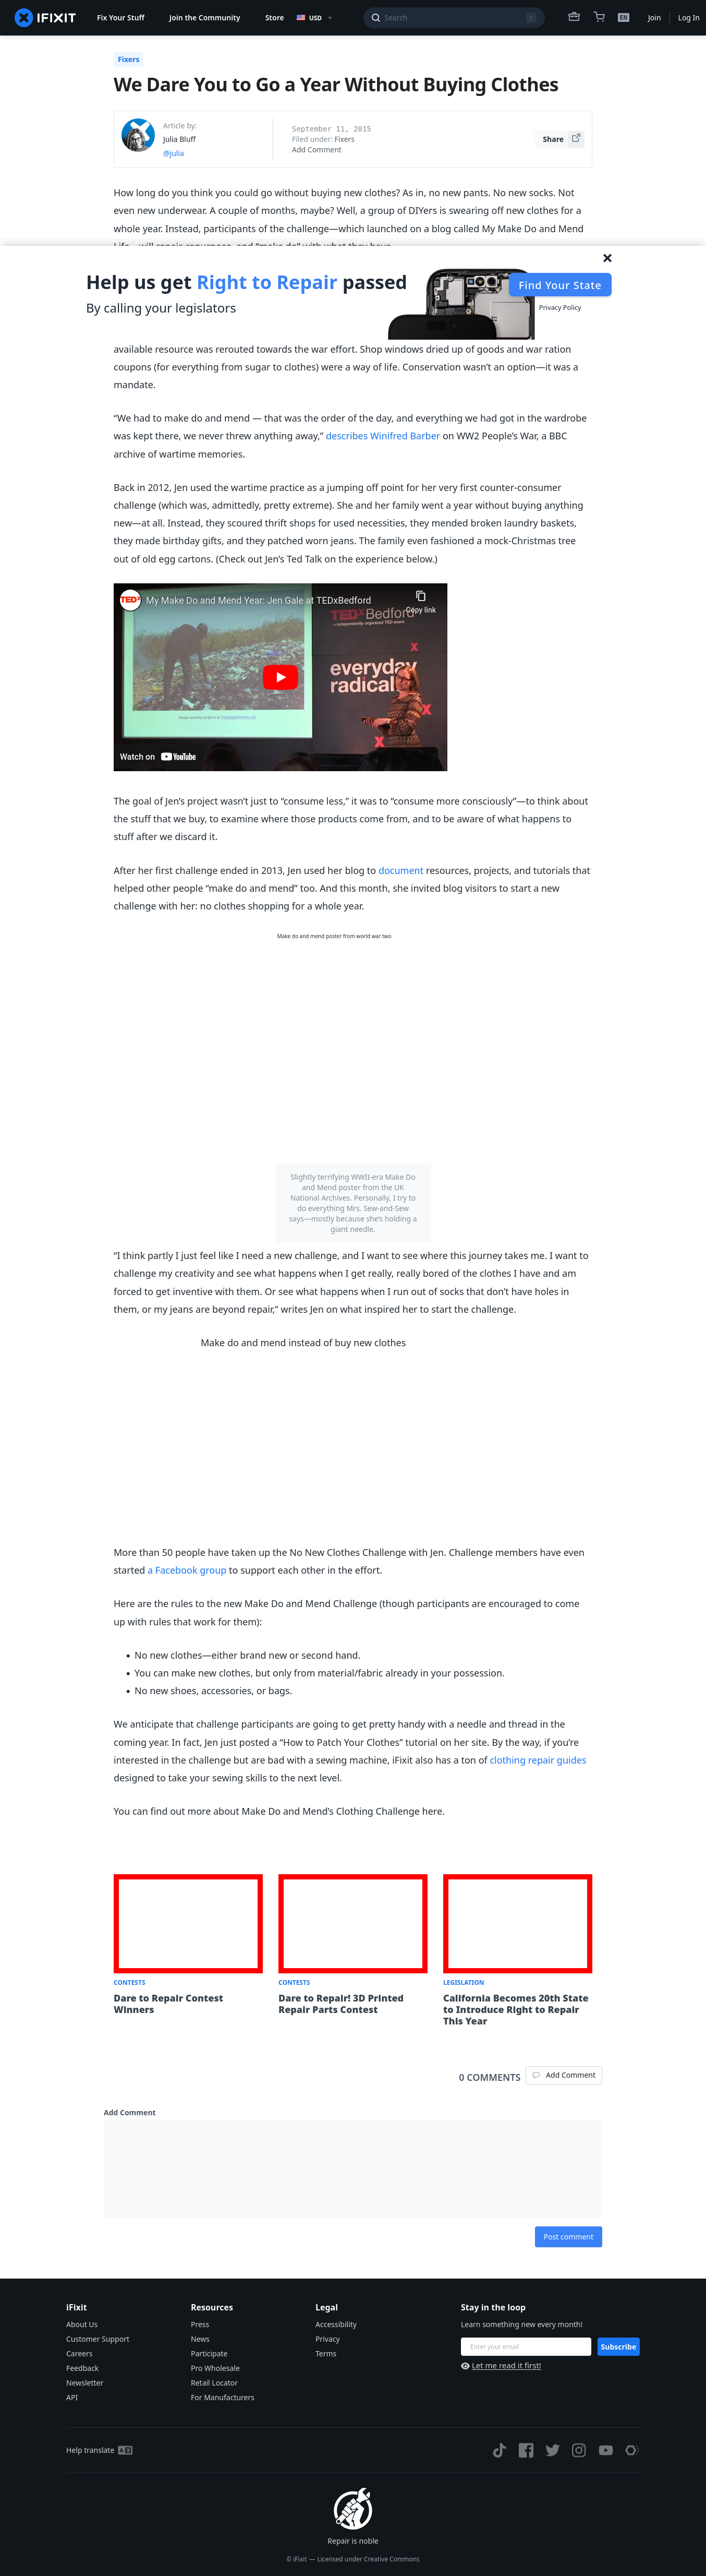 IFIXIT
Fix Your Stuff
Join the Community
Store
USD
Search
/
EN
Join
Log In
Fixers
We Dare You to Go a Year Without Buying Clothes
Article by:
Julia Bluff
@julia
September 11, 2015
Filed under: Fixers
Add Comment
Share
How long do you think you could go without buying new clothes? As in, no new pants. No new socks. Not
even new underwear. A couple of months, maybe? Well, a group of DIYers is swearing off new clothes for a
whole year. Instead, participants of the challenge—which launched on a blog called My Make Do and Mend
Life—will repair, repurpose, and “make do” with what they have.
Help us get Right to Repair passed
By calling your legislators
Find Your State
Privacy Policy
available resource was rerouted towards the war effort. Shop windows dried up of goods and war ration
coupons (for everything from sugar to clothes) were a way of life. Conservation wasn’t an option—it was a
mandate.
“We had to make do and mend — that was the order of the day, and everything we had got in the wardrobe
was kept there, we never threw anything away,” describes Winifred Barber on WW2 People’s War, a BBC
archive of wartime memories.
Back in 2012, Jen used the wartime practice as a jumping off point for her very first counter-consumer
challenge (which was, admittedly, pretty extreme). She and her family went a year without buying anything
new—at all. Instead, they scoured thrift shops for used necessities, they mended broken laundry baskets,
they made birthday gifts, and they patched worn jeans. The family even fashioned a mock-Christmas tree
out of old egg cartons. (Check out Jen’s Ted Talk on the experience below.)
TEDx
My Make Do and Mend Year: Jen Gale at TEDxBedford
Copy link
TEDxBedford
everyday
radical
Watch on YouTube
The goal of Jen’s project wasn’t just to “consume less,” it was to “consume more consciously”—to think about
the stuff that we buy, to examine where those products come from, and to be aware of what happens to
stuff after we discard it.
After her first challenge ended in 2013, Jen used her blog to document resources, projects, and tutorials that
helped other people “make do and mend” too. And this month, she invited blog visitors to start a new
challenge with her: no clothes shopping for a whole year.
Make do and mend poster from world war two
Slightly terrifying WWII-era Make Do
and Mend poster from the UK
National Archives. Personally, I try to
do everything Mrs. Sew-and-Sew
says—mostly because she’s holding a
giant needle.
“I think partly I just feel like I need a new challenge, and I want to see where this journey takes me. I want to
challenge my creativity and see what happens when I get really, really bored of the clothes I have and am
forced to get inventive with them. Or see what happens when I run out of socks that don’t have holes in
them, or my jeans are beyond repair,” writes Jen on what inspired her to start the challenge.
Make do and mend instead of buy new clothes
More than 50 people have taken up the No New Clothes Challenge with Jen. Challenge members have even
started a Facebook group to support each other in the effort.
Here are the rules to the new Make Do and Mend Challenge (though participants are encouraged to come
up with rules that work for them):
• No new clothes—either brand new or second hand.
• You can make new clothes, but only from material/fabric already in your possession.
• No new shoes, accessories, or bags.
We anticipate that challenge participants are going to get pretty handy with a needle and thread in the
coming year. In fact, Jen just posted a “How to Patch Your Clothes” tutorial on her site. By the way, if you’re
interested in the challenge but are bad with a sewing machine, iFixit also has a ton of clothing repair guides
designed to take your sewing skills to the next level.
You can find out more about Make Do and Mend’s Clothing Challenge here.
CONTESTS
Dare to Repair Contest
Winners
CONTESTS
Dare to Repair! 3D Printed
Repair Parts Contest
LEGISLATION
California Becomes 20th State
to Introduce Right to Repair
This Year
0 COMMENTS
Add Comment
Add Comment
Post comment
iFixit
About Us
Customer Support
Careers
Feedback
Newsletter
API
Resources
Press
News
Participate
Pro Wholesale
Retail Locator
For Manufacturers
Legal
Accessibility
Privacy
Terms
Stay in the loop
Learn something new every month!
Enter your email
Subscribe
Let me read it first!
Help translate
Repair is noble
© iFixit — Licensed under Creative Commons